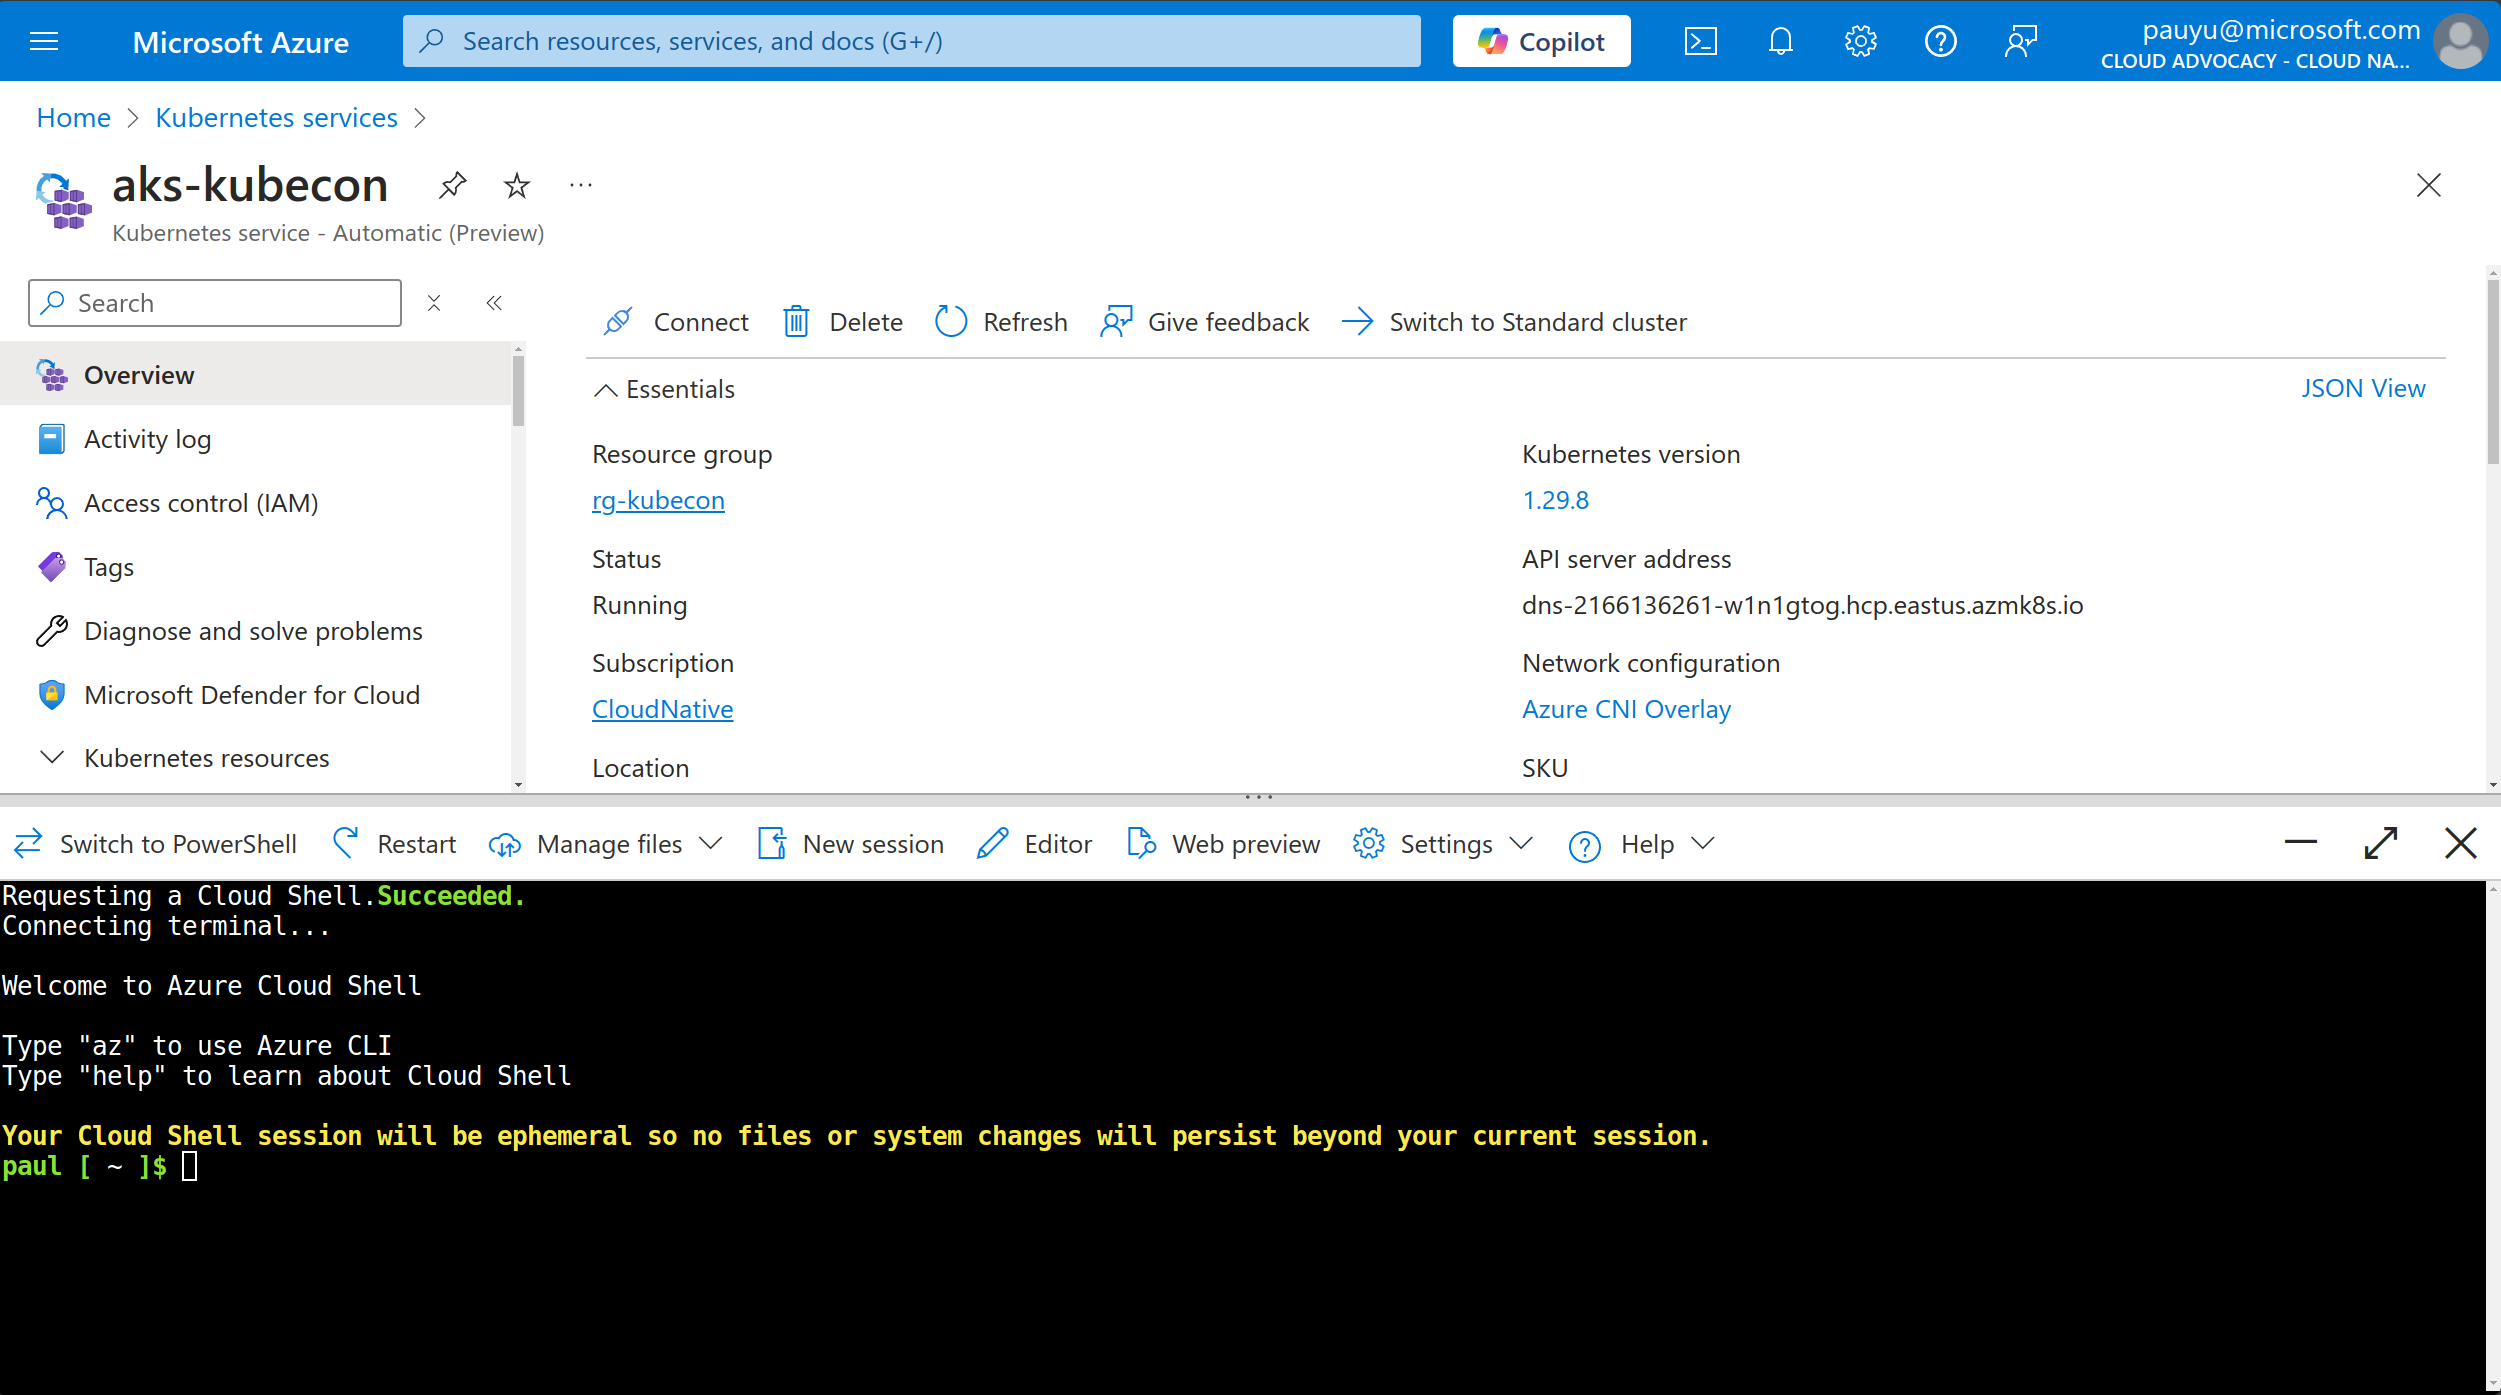 Microsoft Azure
Search resources, services, and docs (G+/)
Copilot
pauyu@microsoft.com
CLOUD ADVOCACY - CLOUD NA...
Home > Kubernetes services >
aks-kubecon
Kubernetes service - Automatic (Preview)
Search
Overview
Activity log
Access control (IAM)
Tags
Diagnose and solve problems
Microsoft Defender for Cloud
Kubernetes resources
Connect Delete Refresh Give feedback Switch to Standard cluster
Essentials
JSON View
Resource group
rg-kubecon
Status
Running
Subscription
CloudNative
Location
Kubernetes version
1.29.8
API server address
dns-2166136261-w1n1gtog.hcp.eastus.azmk8s.io
Network configuration
Azure CNI Overlay
SKU
Switch to PowerShell Restart Manage files New session Editor Web preview Settings Help
Requesting a Cloud Shell.Succeeded.
Connecting terminal...
Welcome to Azure Cloud Shell
Type "az" to use Azure CLI
Type "help" to learn about Cloud Shell
Your Cloud Shell session will be ephemeral so no files or system changes will persist beyond your current session.
paul [ ~ ]$